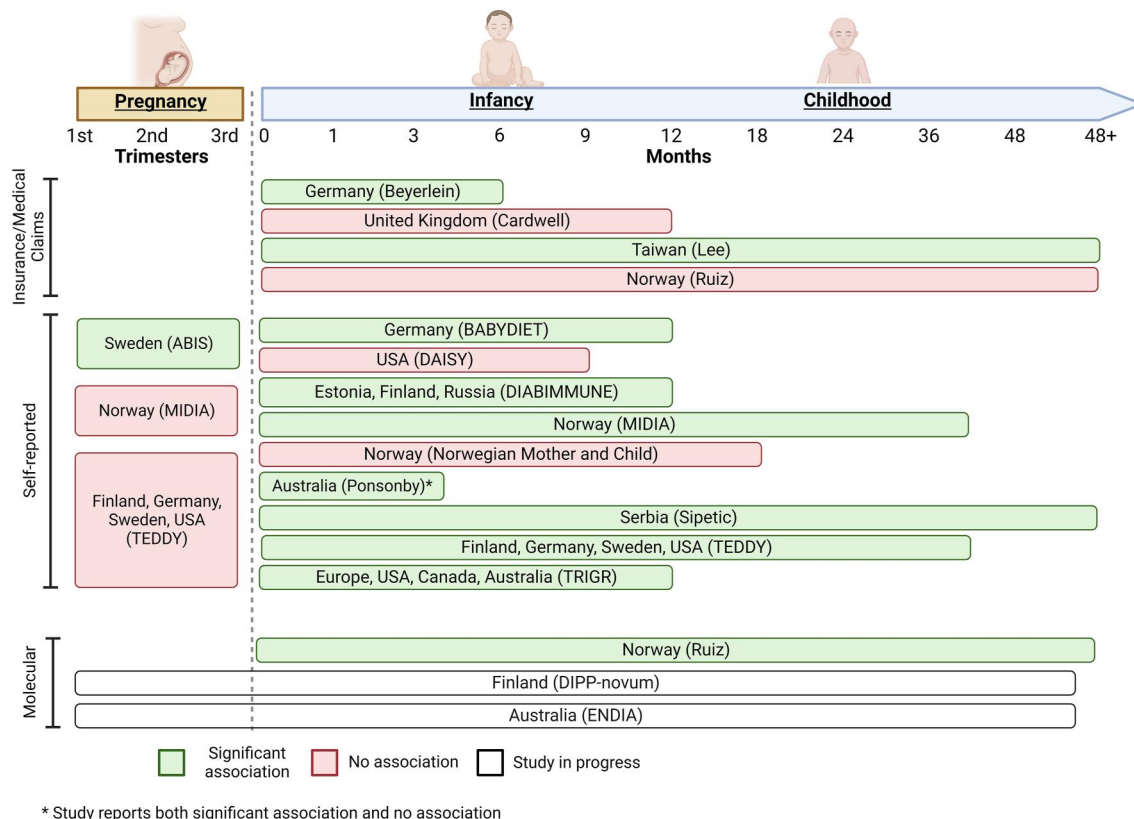 Pregnancy
Infancy
Childhood
1st 2nd 3rd
0 1 3 6 9 12 18 24 36 48 48+
Trimesters
Months
Insurance/Medical
Claims
Germany (Beyerlein)
United Kingdom (Cardwell)
Taiwan (Lee)
Norway (Ruiz)
Self-reported
Sweden (ABIS)
Norway (MIDIA)
Finland, Germany,
Sweden, USA
(TEDDY)
Germany (BABYDIET)
USA (DAISY)
Estonia, Finland, Russia (DIABIMMUNE)
Norway (MIDIA)
Norway (Norwegian Mother and Child)
Australia (Ponsonby)*
Serbia (Sipetic)
Finland, Germany, Sweden, USA (TEDDY)
Europe, USA, Canada, Australia (TRIGR)
Molecular
Norway (Ruiz)
Finland (DIPP-novum)
Australia (ENDIA)
Significant
association
No association
Study in progress
* Study reports both significant association and no association